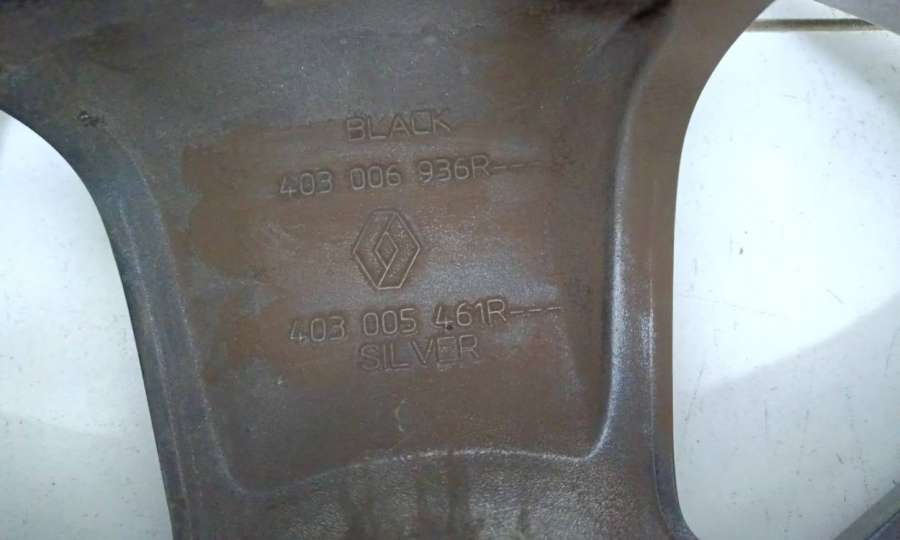 BLACK
403 006 936R----
403 005 461R---
SILVER